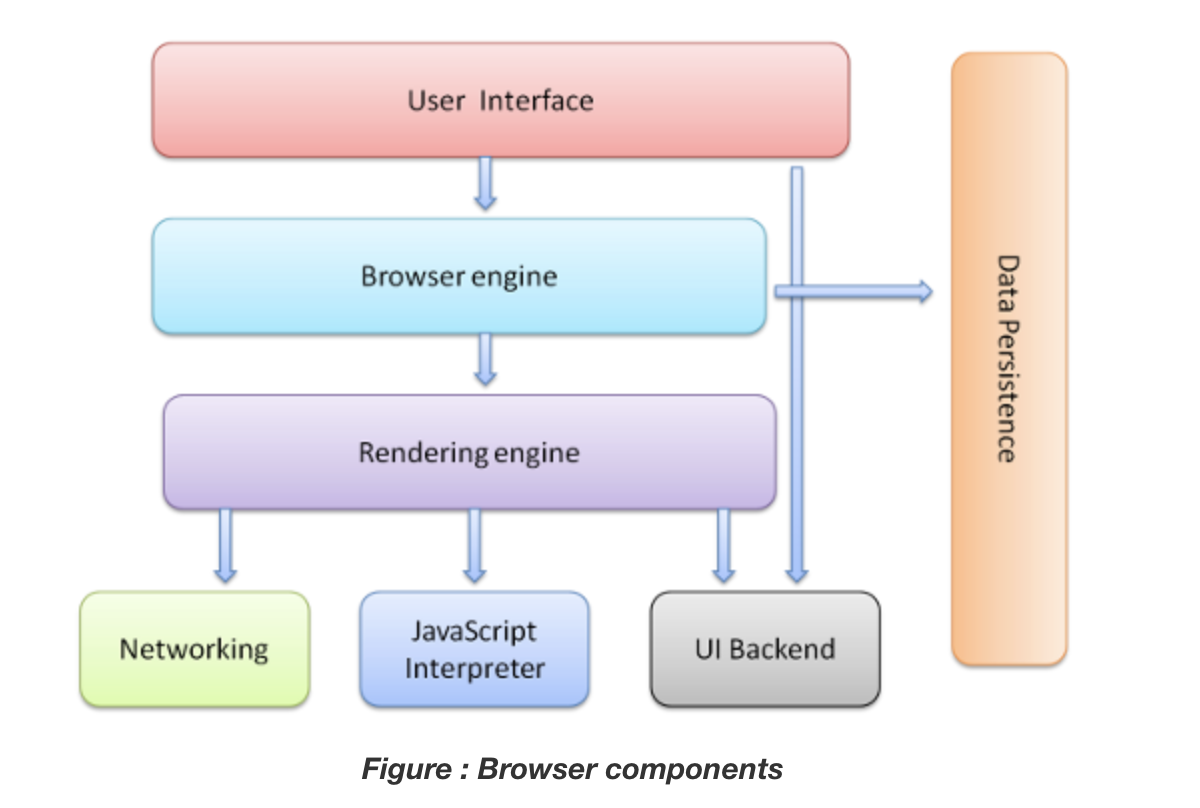 User Interface
Browser engine
Data Persistence
Rendering engine
Networking
JavaScript
Interpreter
UI Backend
Figure : Browser components